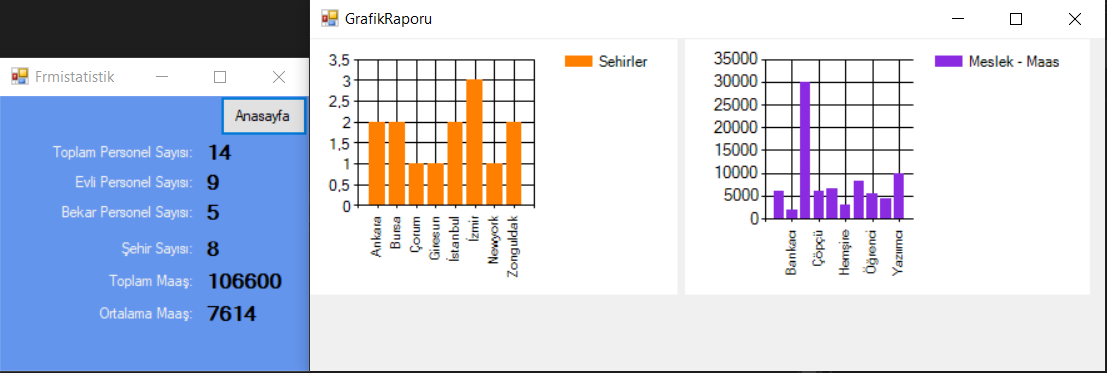 Frmistatistik
Anasayfa
Toplam Personel Sayısı: 14
Evli Personel Sayısı: 9
Bekar Personel Sayısı: 5
Şehir Sayısı: 8
Toplam Maaş: 106600
Ortalama Maaş: 7614
GrafikRaporu
Sehirler
3,5
3
2,5
2
1,5
1
0,5
0
Ankara
Bursa
Çorum
Giresun
İstanbul
İzmir
Newyork
Zonguldak
Meslek - Maas
35000
30000
25000
20000
15000
10000
5000
0
Bankacı
Çöpçü
Hemşire
Öğrenci
Yazılımcı